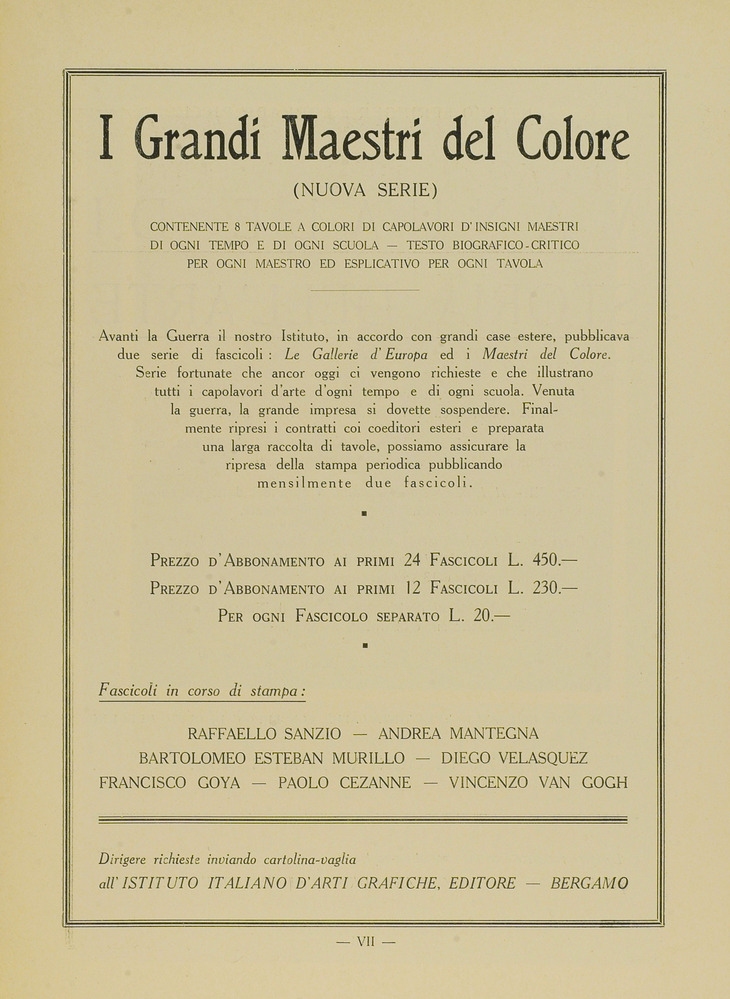 I Grandi Maestri del Colore
(NUOVA SERIE)
CONTENENTE 8 TAVOLE A COLORI DI CAPOLAVORI D'INSIGNI MAESTRI
DI OGNI TEMPO E DI OGNI SCUOLA — TESTO BIOGRAFICO-CRITICO
PER OGNI MAESTRO ED ESPLICATIVO PER OGNI TAVOLA
Avanti la Guerra il nostro Istituto, in accordo con grandi case estere, pubblicava
due serie di fascicoli : Le Gallerie d'Europa ed i Maestri del Colore.
Serie fortunate che ancor oggi ci vengono richieste e che illustrano
tutti i capolavori d'arte d'ogni tempo e di ogni scuola. Venuta
la guerra, la grande impresa si dovette sospendere. Final-
mente ripresi i contratti coi coeditori esteri e preparata
una larga raccolta di tavole, possiamo assicurare la
ripresa della stampa periodica pubblicando
mensilmente due fascicoli.
PREZZO D'ABBONAMENTO AI PRIMI 24 FASCICOLI L. 450.—
PREZZO D'ABBONAMENTO AI PRIMI 12 FASCICOLI L. 230.—
PER OGNI FASCICOLO SEPARATO L. 20.—
Fascicoli in corso di stampa :
RAFFAELLO SANZIO — ANDREA MANTEGNA
BARTOLOMEO ESTEBAN MURILLO — DIEGO VELASQUEZ
FRANCISCO GOYA — PAOLO CEZANNE — VINCENZO VAN GOGH
Dirigere richieste inviando cartolina-vaglia
all' ISTITUTO ITALIANO D'ARTI GRAFICHE, EDITORE — BERGAMO
— VII —